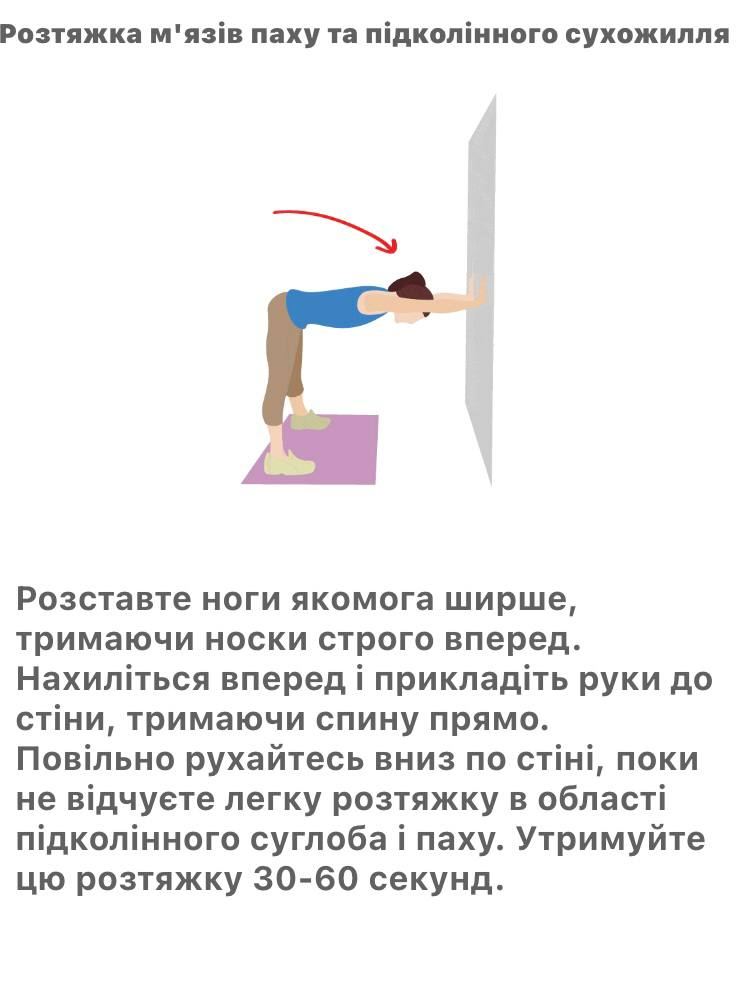 Розтяжка м'язів паху та підколінного сухожилля
Розставте ноги якомога ширше,
тримаючи носки строго вперед.
Нахиліться вперед і прикладіть руки до
стіни, тримаючи спину прямо.
Повільно рухайтесь вниз по стіні, поки
не відчуєте легку розтяжку в області
підколінного суглоба і паху. Утримуйте
цю розтяжку 30-60 секунд.